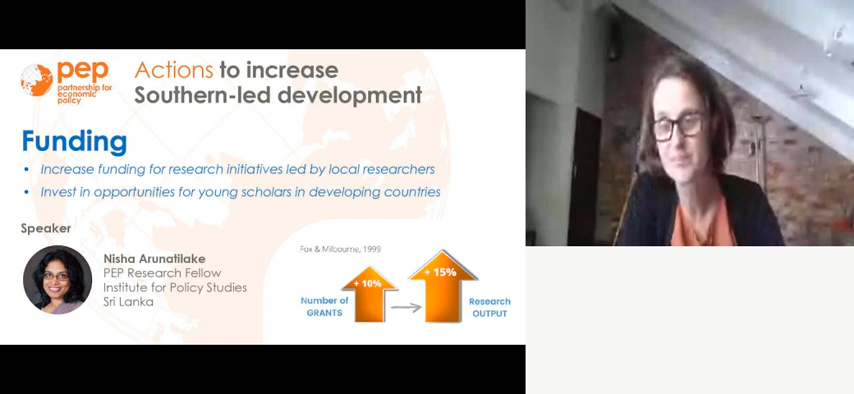 pep
partnership for
economic
policy
Actions to increase
Southern-led development
Funding
• Increase funding for research initiatives led by local researchers
• Invest in opportunities for young scholars in developing countries
Speaker
Nisha Arunatilake
PEP Research Fellow
Institute for Policy Studies
Sri Lanka
Fox & Milbourne, 1999
+ 10%
+ 15%
Number of
GRANTS
Research
OUTPUT